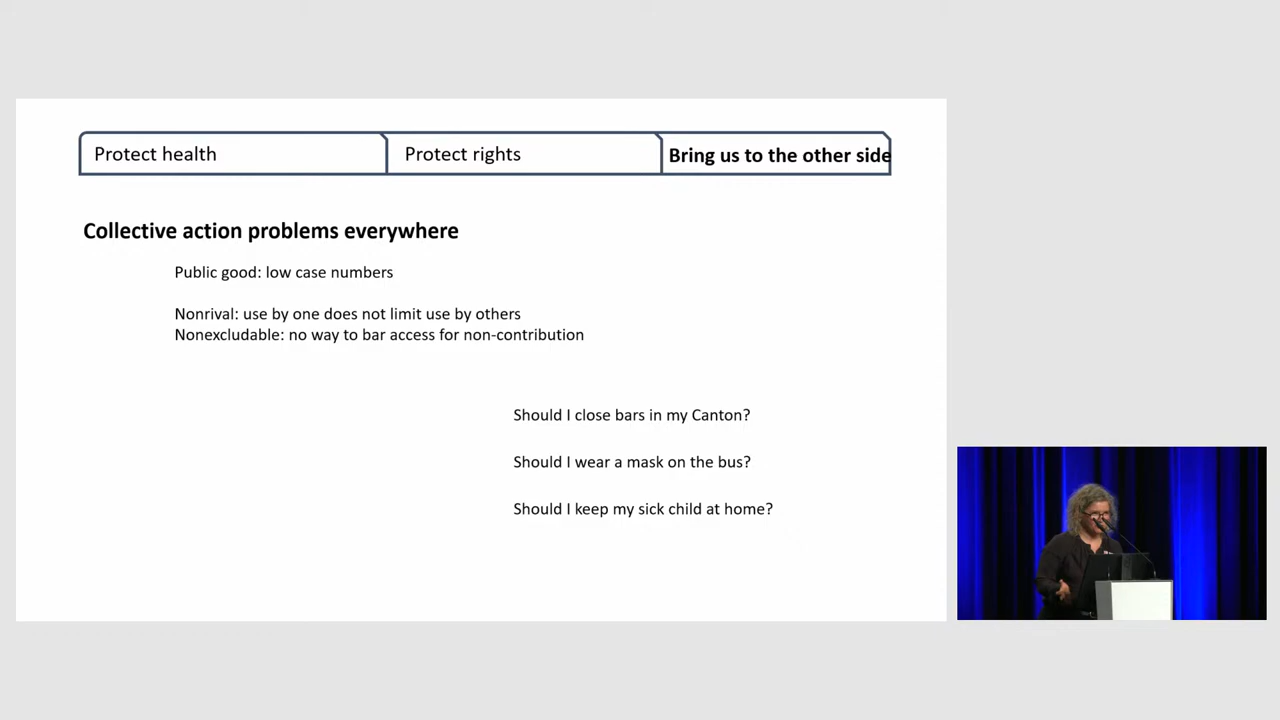 Protect health
Protect rights
Bring us to the other side
Collective action problems everywhere
Public good: low case numbers
Nonrival: use by one does not limit use by others
Nonexcludable: no way to bar access for non-contribution
Should I close bars in my Canton?
Should I wear a mask on the bus?
Should I keep my sick child at home?